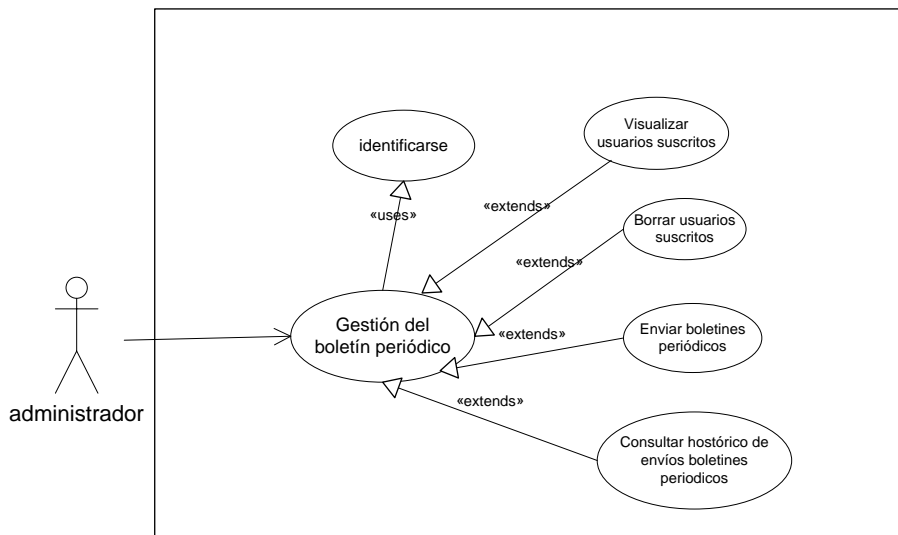 identificarse
Visualizar
usuarios suscritos
«uses»
«extends»
Borrar usuarios
suscritos
«extends»
Gestión del
boletín periódico
«extends»
Enviar boletines
periódicos
administrador
«extends»
Consultar hostórico de
envíos boletines
periodicos